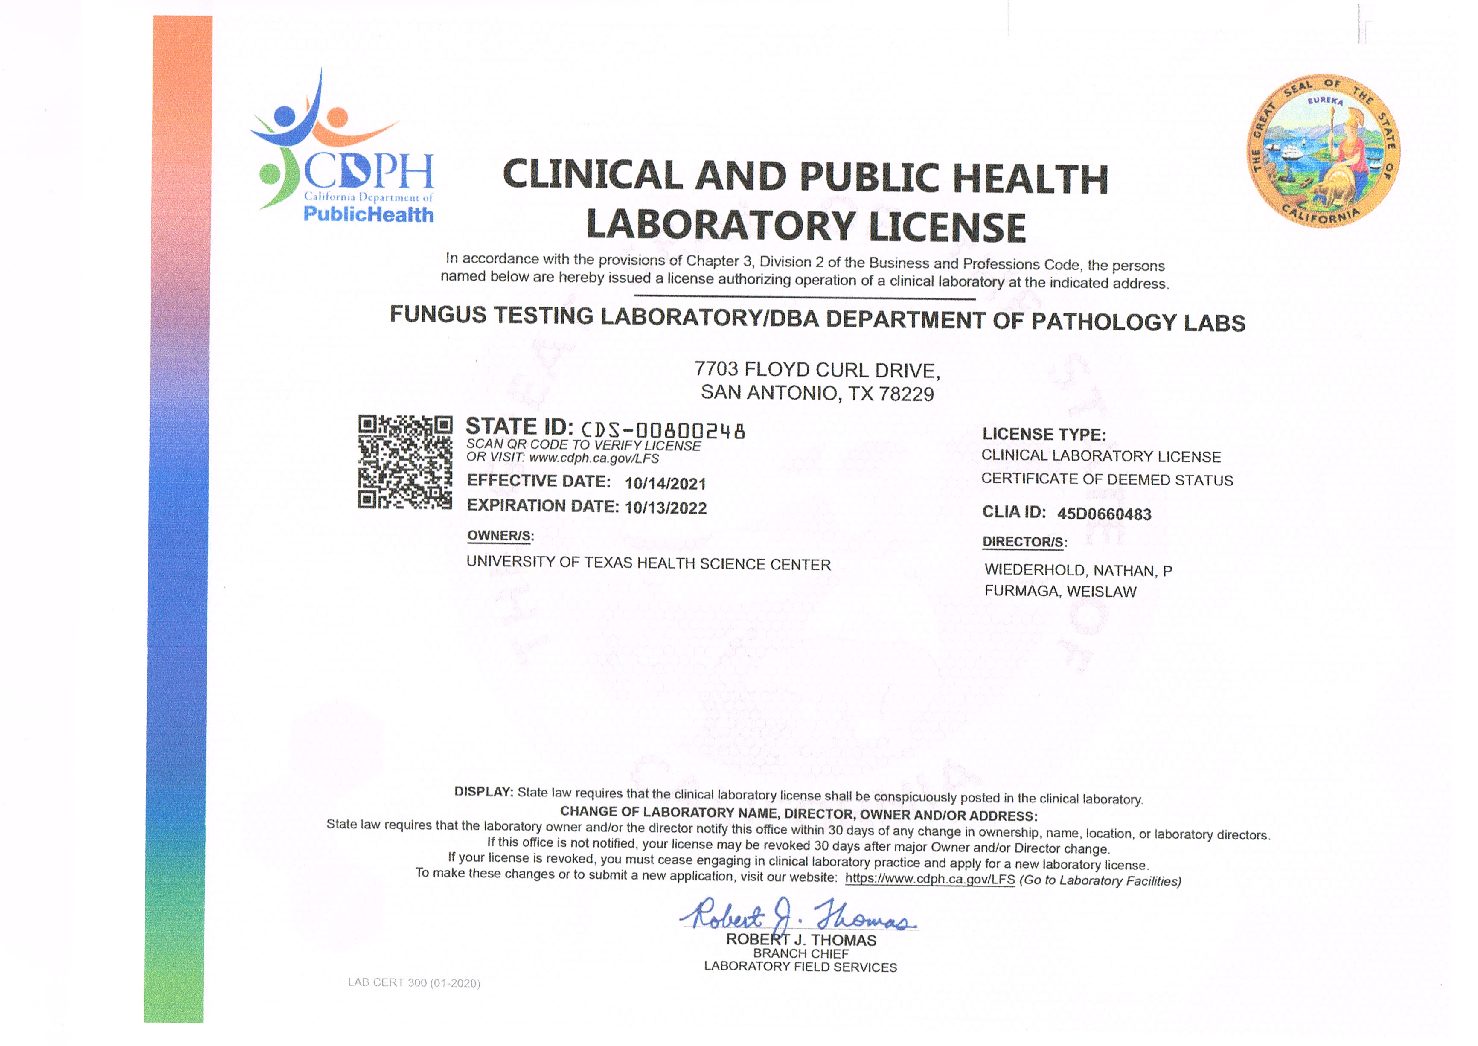 CDPH
California Department of
PublicHealth
THE GREAT SEAL OF THE STATE OF CALIFORNIA
EUREKA
CLINICAL AND PUBLIC HEALTH
LABORATORY LICENSE
In accordance with the provisions of Chapter 3, Division 2 of the Business and Professions Code, the persons
named below are hereby issued a license authorizing operation of a clinical laboratory at the indicated address.
FUNGUS TESTING LABORATORY/DBA DEPARTMENT OF PATHOLOGY LABS
7703 FLOYD CURL DRIVE,
SAN ANTONIO, TX 78229
STATE ID: CDS-00800248
SCAN QR CODE TO VERIFY LICENSE
OR VISIT: www.cdph.ca.gov/LFS
EFFECTIVE DATE: 10/14/2021
EXPIRATION DATE: 10/13/2022
OWNER/S:
UNIVERSITY OF TEXAS HEALTH SCIENCE CENTER
LICENSE TYPE:
CLINICAL LABORATORY LICENSE
CERTIFICATE OF DEEMED STATUS
CLIA ID: 45D0660483
DIRECTOR/S:
WIEDERHOLD, NATHAN, P
FURMAGA, WEISLAW
DISPLAY: State law requires that the clinical laboratory license shall be conspicuously posted in the clinical laboratory.
CHANGE OF LABORATORY NAME, DIRECTOR, OWNER AND/OR ADDRESS:
State law requires that the laboratory owner and/or the director notify this office within 30 days of any change in ownership, name, location, or laboratory directors.
If this office is not notified, your license may be revoked 30 days after major Owner and/or Director change.
If your license is revoked, you must cease engaging in clinical laboratory practice and apply for a new laboratory license.
To make these changes or to submit a new application, visit our website: https://www.cdph.ca.gov/LFS (Go to Laboratory Facilities)
Robert J. Thomas
ROBERT J. THOMAS
BRANCH CHIEF
LABORATORY FIELD SERVICES
LAB CERT 300 (01-2020)